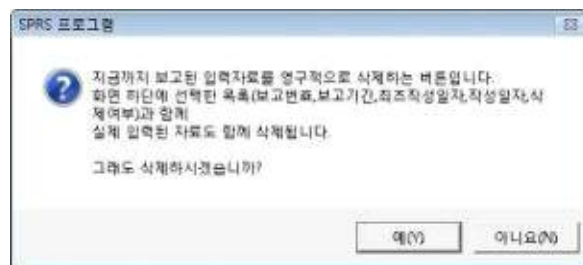 SPRS 프로그램
지금까지 보고된 입력자료를 영구적으로 삭제하는 버튼입니다.
화면 하단에 선택한 목록(보고번호,보고기간,최초작성일자,작성일자,삭
제여부)과 함께
실제 입력된 자료도 함께 삭제됩니다.
그래도 삭제하시겠습니까?
예(Y)
아니요(N)